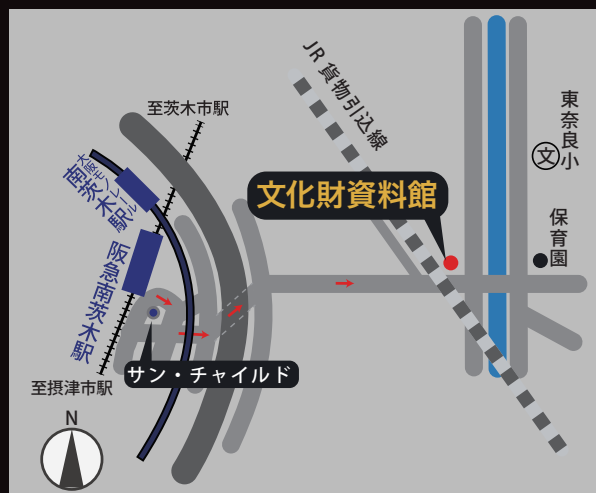 至茨木市駅
JR 貨物引込線
東奈良小
文
大阪モノレール
南茨木駅
文化財資料館
保育園
阪急南茨木駅
サン・チャイルド
至摂津市駅
N